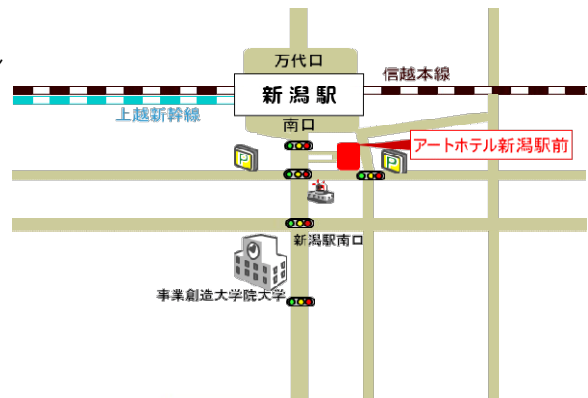 万代口
信越本線
新潟駅
上越新幹線
南口
アートホテル新潟駅前
P
P
新潟駅南口
事業創造大学院大学